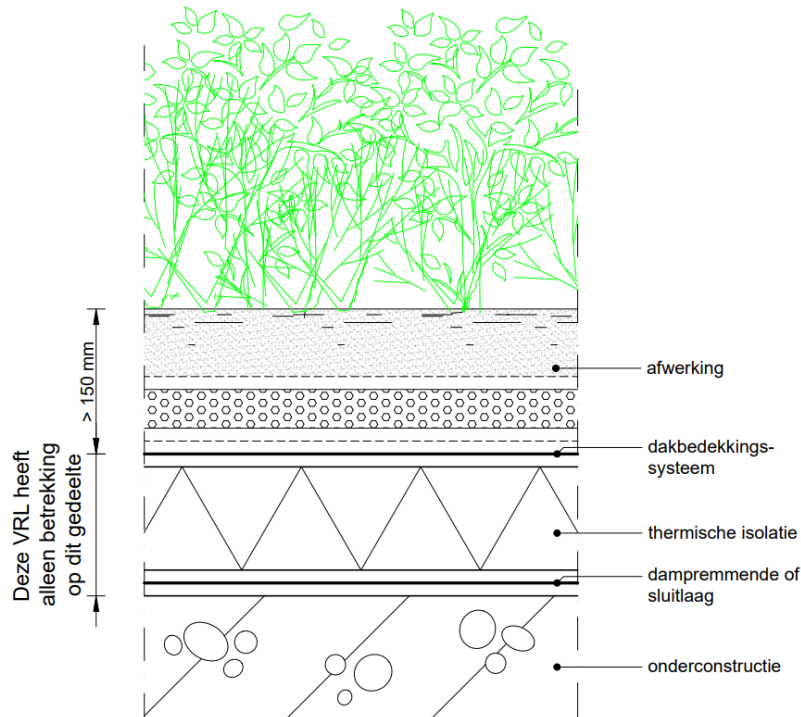 > 150 mm
Deze VRL heeft
alleen betrekking
op dit gedeelte
afwerking
dakbedekkings-
systeem
thermische isolatie
dampremmende of
sluitlaag
onderconstructie